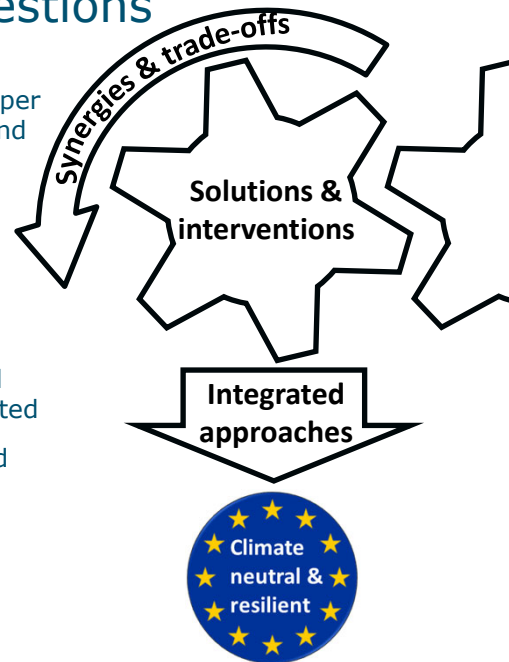 estions
Synergies & trade-offs
per
nd
Solutions &
interventions
ted
d
Integrated
approaches
Climate
neutral &
resilient